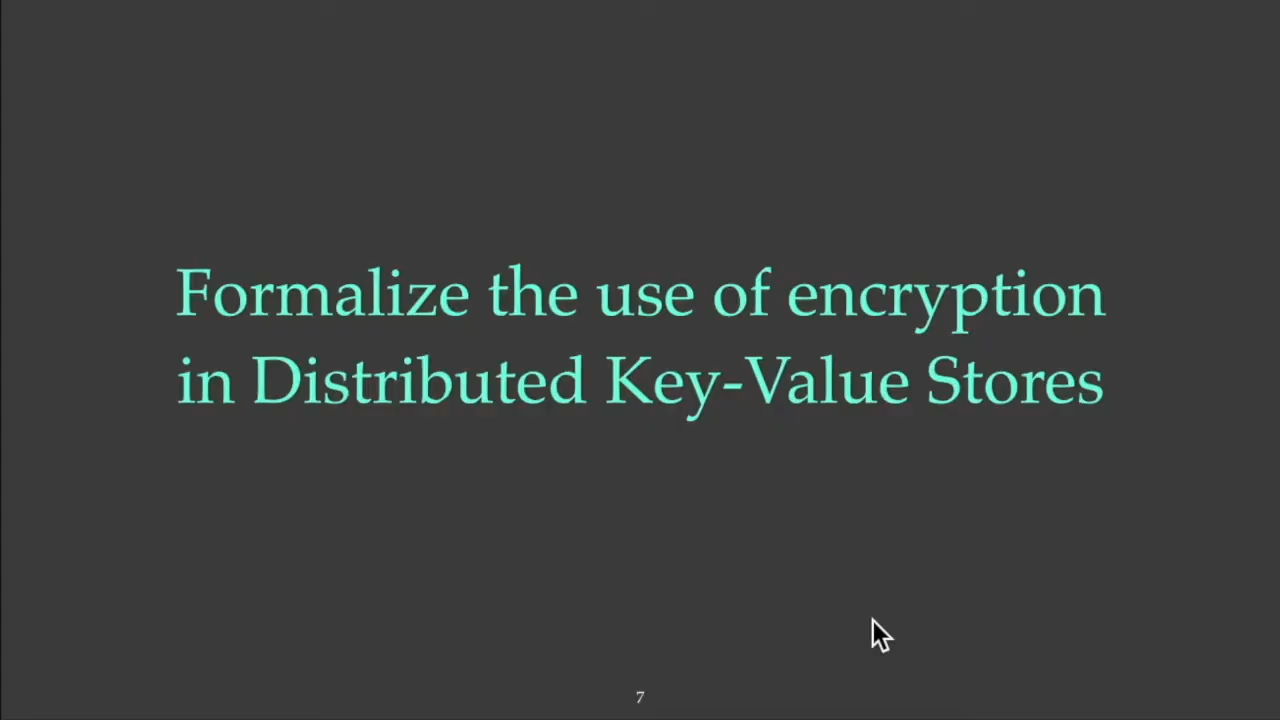 Formalize the use of encryption
in Distributed Key-Value Stores
7